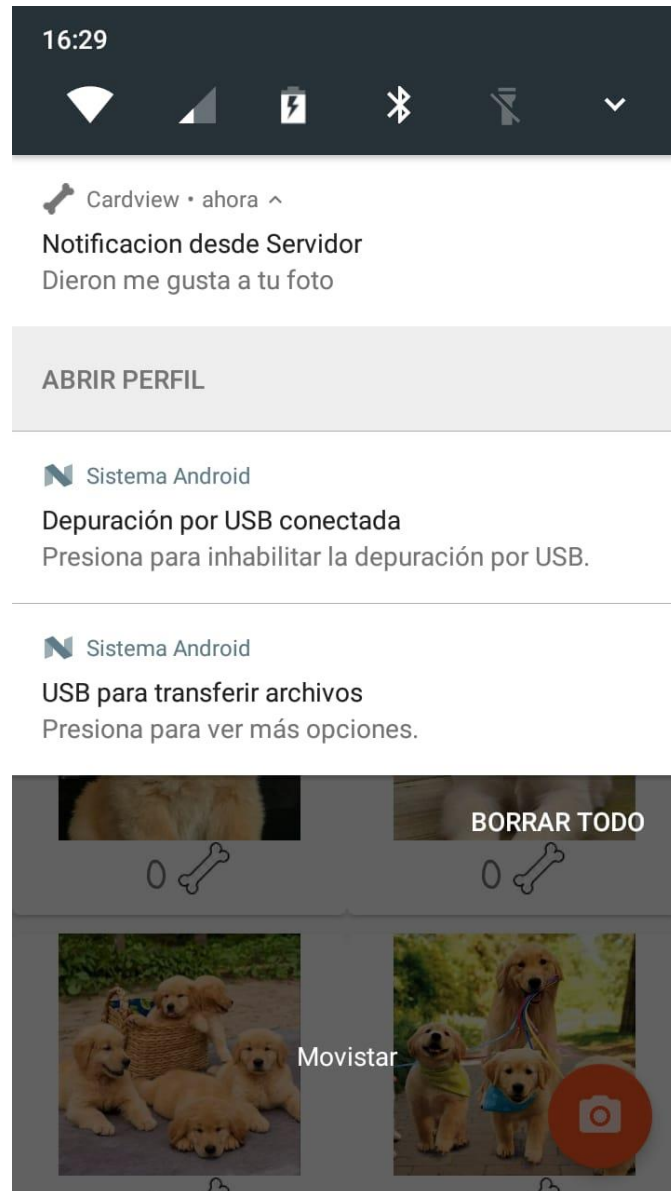 16:29
Cardview • ahora
Notificacion desde Servidor
Dieron me gusta a tu foto
ABRIR PERFIL
Sistema Android
Depuración por USB conectada
Presiona para inhabilitar la depuración por USB.
Sistema Android
USB para transferir archivos
Presiona para ver más opciones.
BORRAR TODO
0
0
Movistar